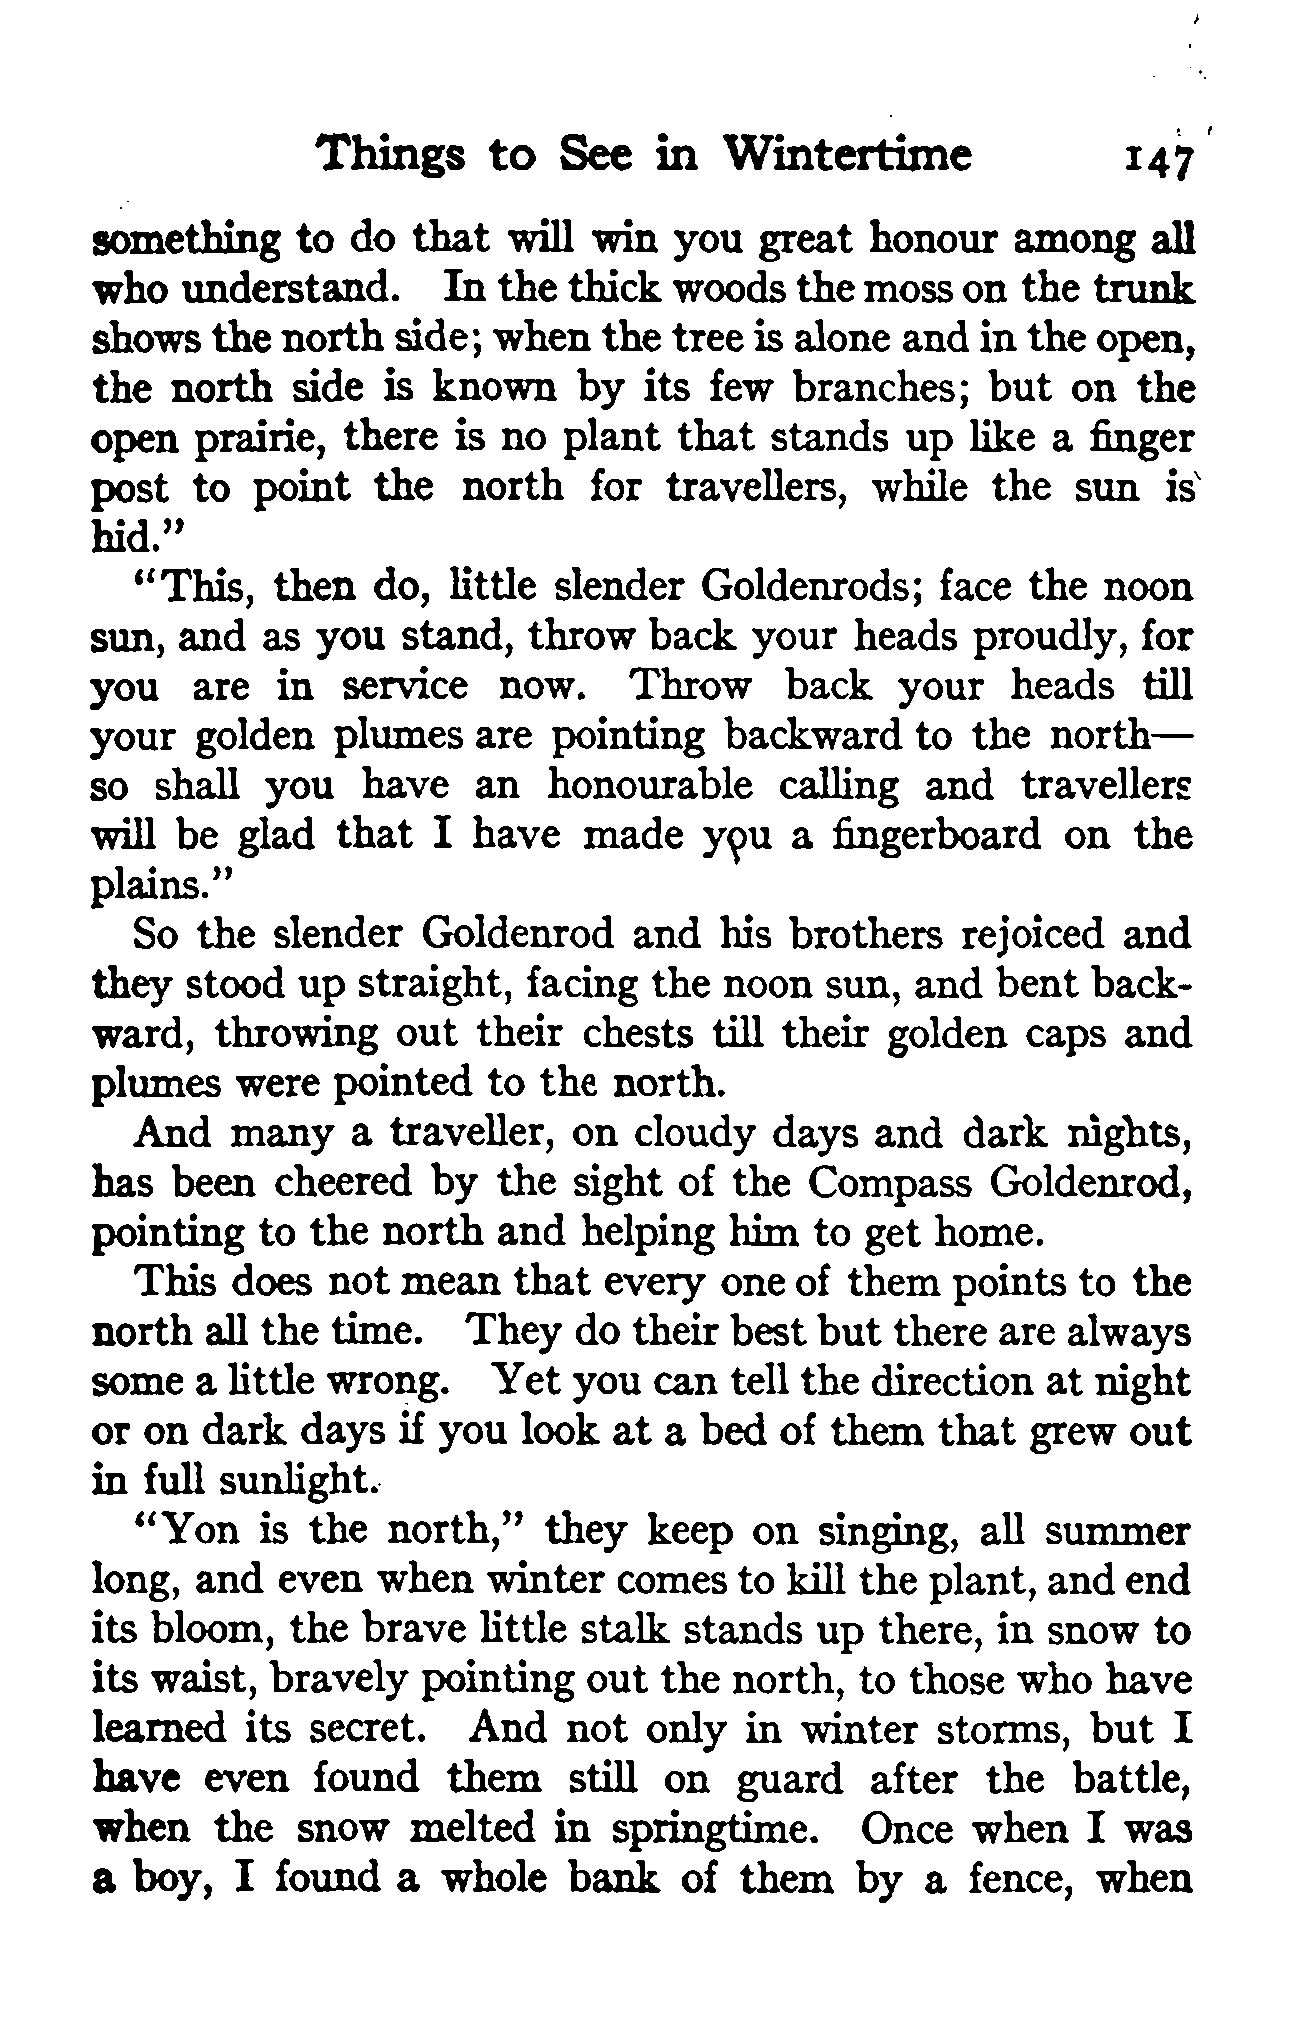 Things to See in Wintertime 147
something to do that will win you great honour among all
who understand. In the thick woods the moss on the trunk
shows the north side; when the tree is alone and in the open,
the north side is known by its few branches; but on the
open prairie, there is no plant that stands up like a finger
post to point the north for travellers, while the sun is
hid."
"This, then do, little slender Goldenrods; face the noon
sun, and as you stand, throw back your heads proudly, for
you are in service now. Throw back your heads till
your golden plumes are pointing backward to the north—
so shall you have an honourable calling and travellers
will be glad that I have made you a fingerboard on the
plains."
So the slender Goldenrod and his brothers rejoiced and
they stood up straight, facing the noon sun, and bent back-
ward, throwing out their chests till their golden caps and
plumes were pointed to the north.
And many a traveller, on cloudy days and dark nights,
has been cheered by the sight of the Compass Goldenrod,
pointing to the north and helping him to get home.
This does not mean that every one of them points to the
north all the time. They do their best but there are always
some a little wrong. Yet you can tell the direction at night
or on dark days if you look at a bed of them that grew out
in full sunlight.
"Yon is the north," they keep on singing, all summer
long, and even when winter comes to kill the plant, and end
its bloom, the brave little stalk stands up there, in snow to
its waist, bravely pointing out the north, to those who have
learned its secret. And not only in winter storms, but I
have even found them still on guard after the battle,
when the snow melted in springtime. Once when I was
a boy, I found a whole bank of them by a fence, when